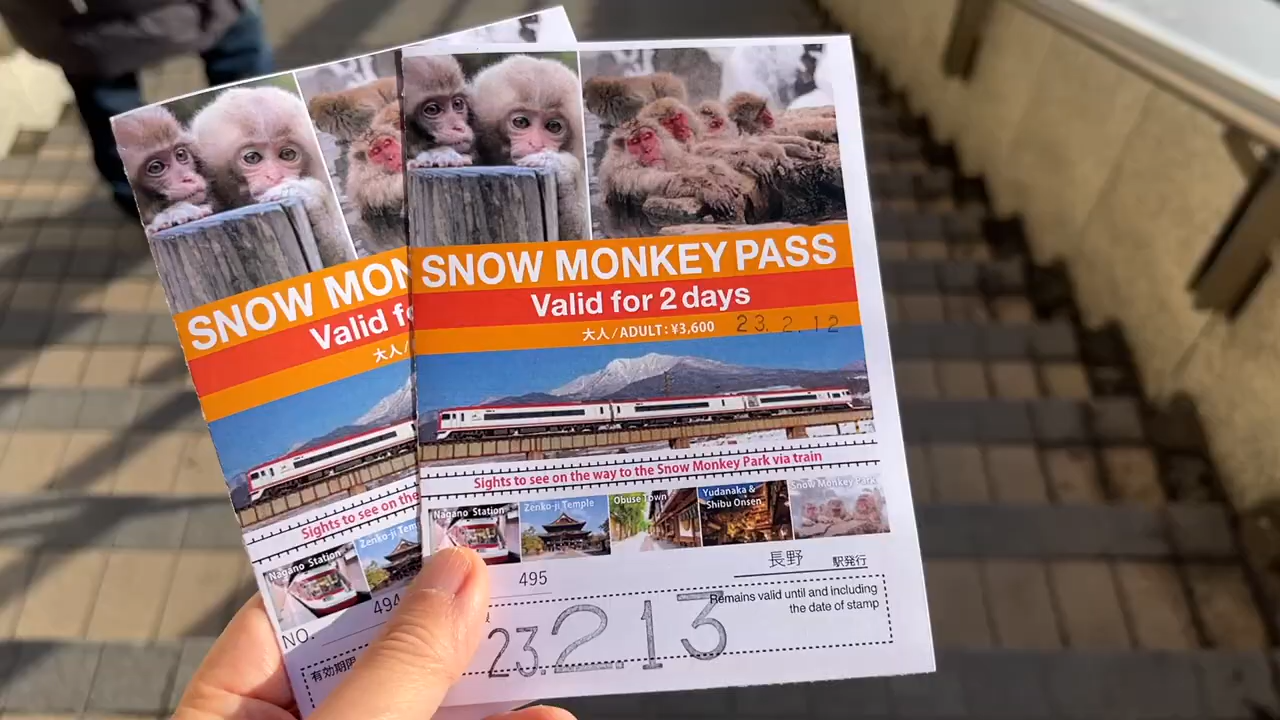 SNOW MON
Valid f
大人/
Sights to see on the
Nagano Station
Zenko-ji Tem
494
NO.
有効期
SNOW MONKEY PASS
Valid for 2 days
大人/ADULT: ¥3,600
23. 2. 12
Sights to see on the way to the Snow Monkey Park via train
Nagano Station
Zenko-ji Temple
Obuse Town
Yudanaka &
Shibu Onsen
Snow Monkey Park
495
長野 駅発行
23.2.13
Remains valid until and including
the date of stamp